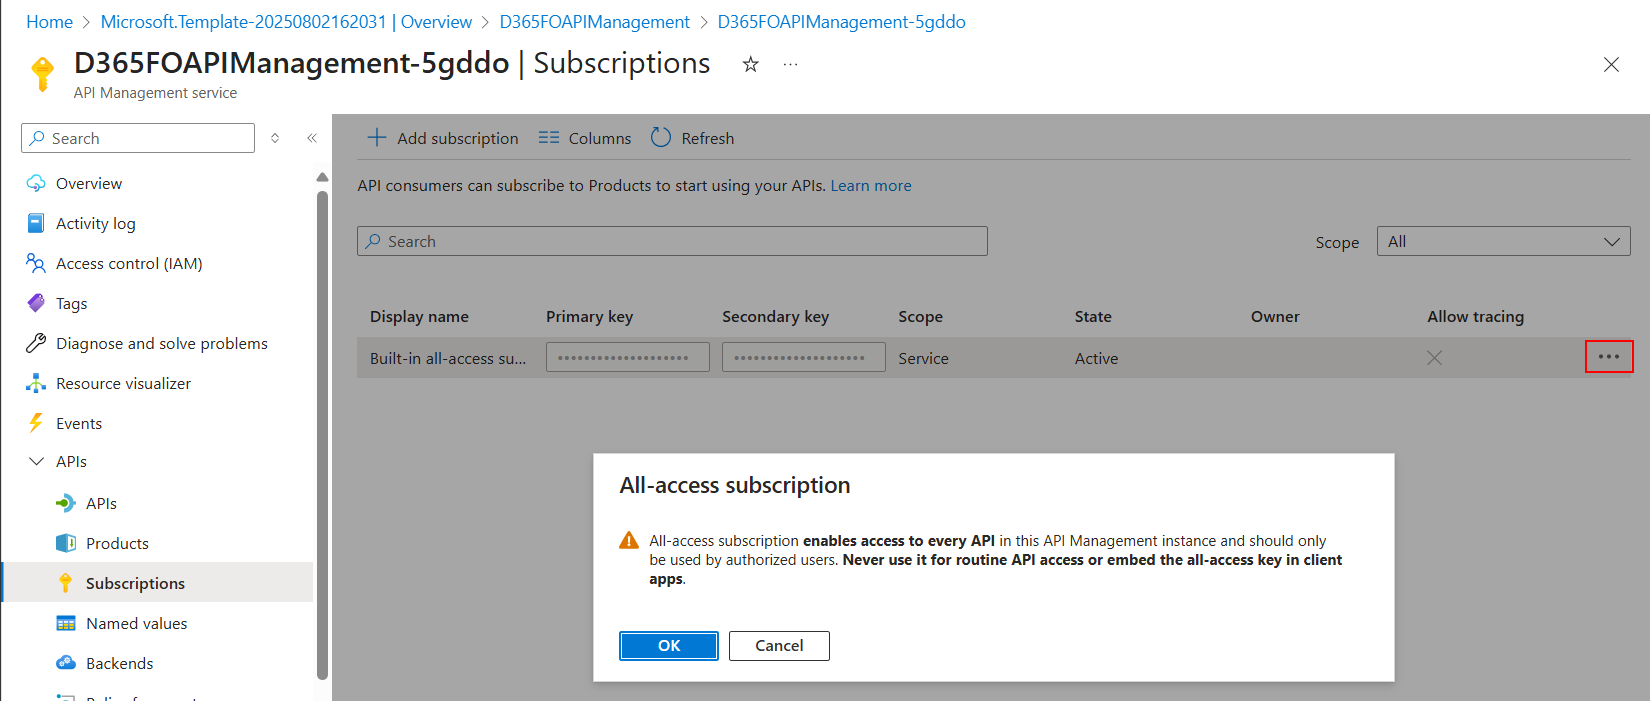 Home > Microsoft.Template-20250802162031 | Overview > D365FOAPIManagement > D365FOAPIManagement-5gddo
D365FOAPIManagement-5gddo | Subscriptions
API Management service
Search
Overview
Activity log
Access control (IAM)
Tags
Diagnose and solve problems
Resource visualizer
Events
APIs
APIs
Products
Subscriptions
Named values
Backends
Add subscription Columns Refresh
API consumers can subscribe to Products to start using your APIs. Learn more
Search Scope All
Display name Primary key Secondary key Scope State Owner Allow tracing
Built-in all-access su... Service Active
All-access subscription
All-access subscription enables access to every API in this API Management instance and should only
be used by authorized users. Never use it for routine API access or embed the all-access key in client
apps.
OK Cancel